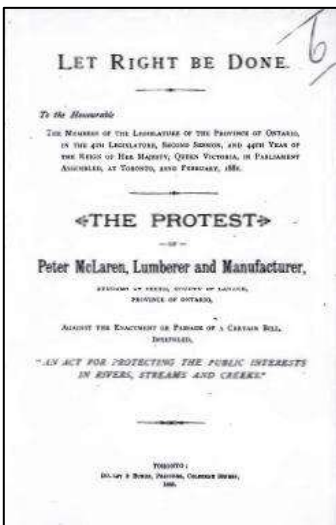 6
LET RIGHT BE DONE.
To the Honourable
THE MEMBERS OF THE LEGISLATURE OF THE PROVINCE OF ONTARIO,
IN THE 4TH LEGISLATURE, SECOND SESSION, AND 44TH YEAR OF
THE REIGN OF HER MAJESTY, QUEEN VICTORIA, IN PARLIAMENT
ASSEMBLED, AT TORONTO, 22ND FEBRUARY, 1881.
THE PROTEST
— OF —
Peter McLaren, Lumberer and Manufacturer,
PROVINCE OF ONTARIO,
AGAINST THE ENACTMENT OR PASSAGE OF A CERTAIN BILL,
INTITULED,
"AN ACT FOR PROTECTING THE PUBLIC INTERESTS
IN RIVERS, STREAMS AND CREEKS."
TORONTO:
PRINTERS, COLBORNE STREET,